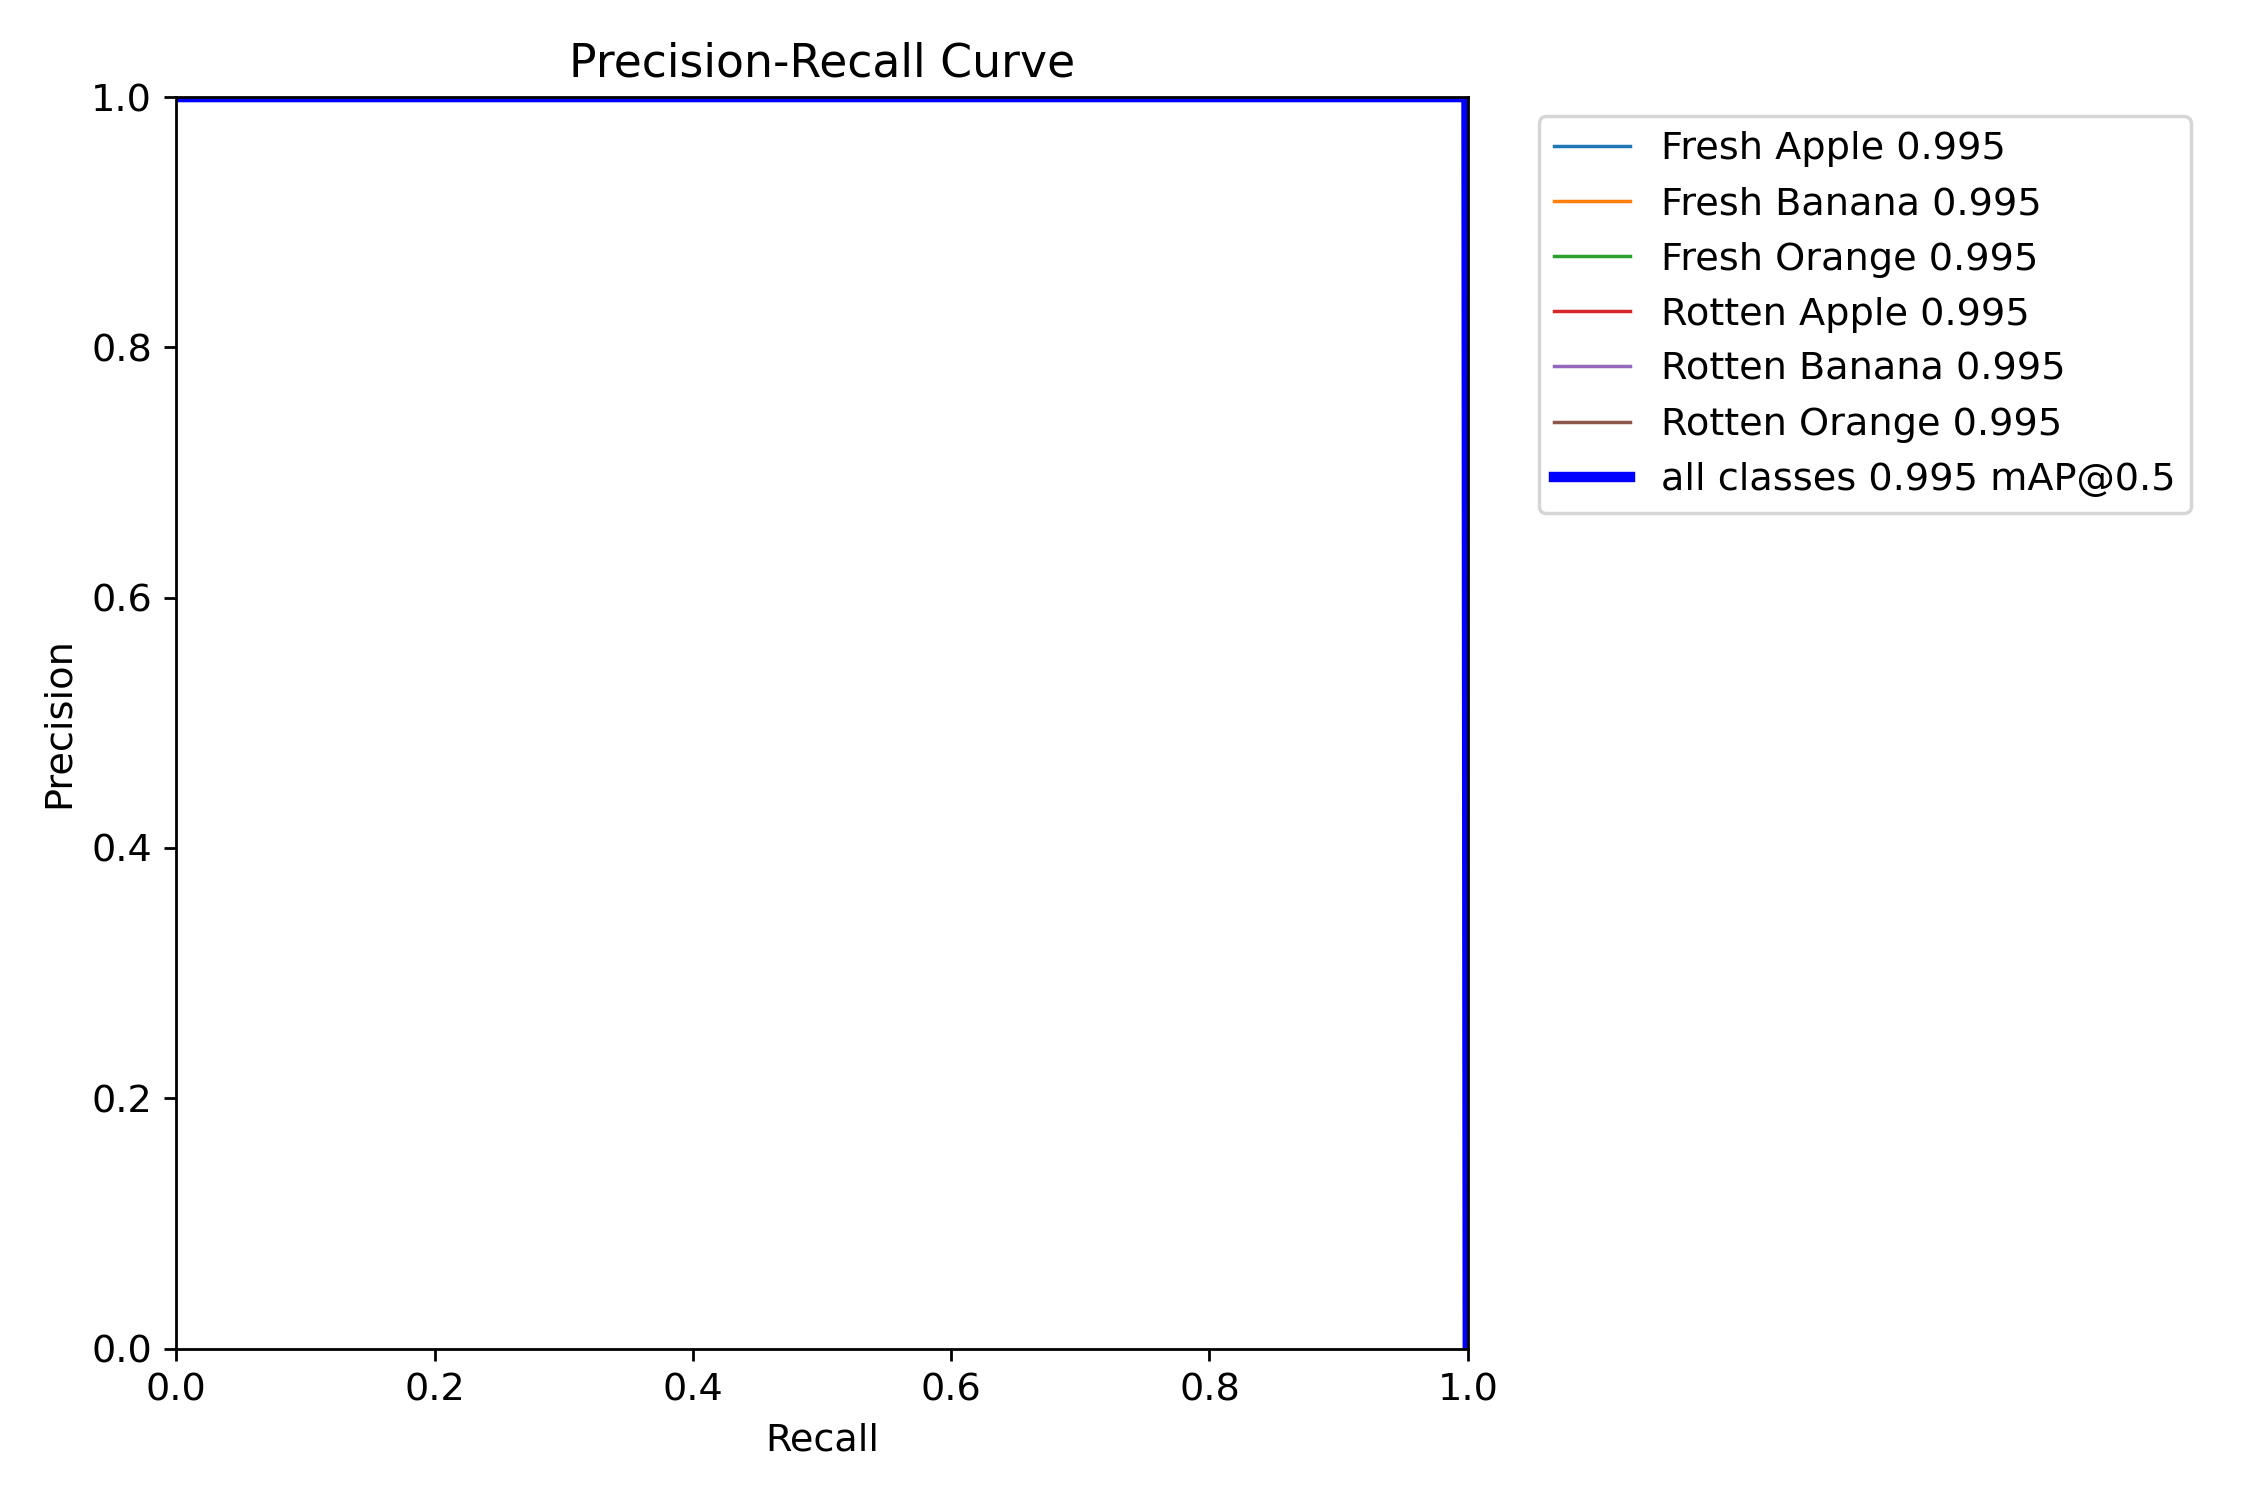 Precision-Recall Curve
1.0
0.8
0.6
0.4
0.2
0.0
Precision
0.0 0.2 0.4 0.6 0.8 1.0
Recall
Fresh Apple 0.995
Fresh Banana 0.995
Fresh Orange 0.995
Rotten Apple 0.995
Rotten Banana 0.995
Rotten Orange 0.995
all classes 0.995 mAP@0.5